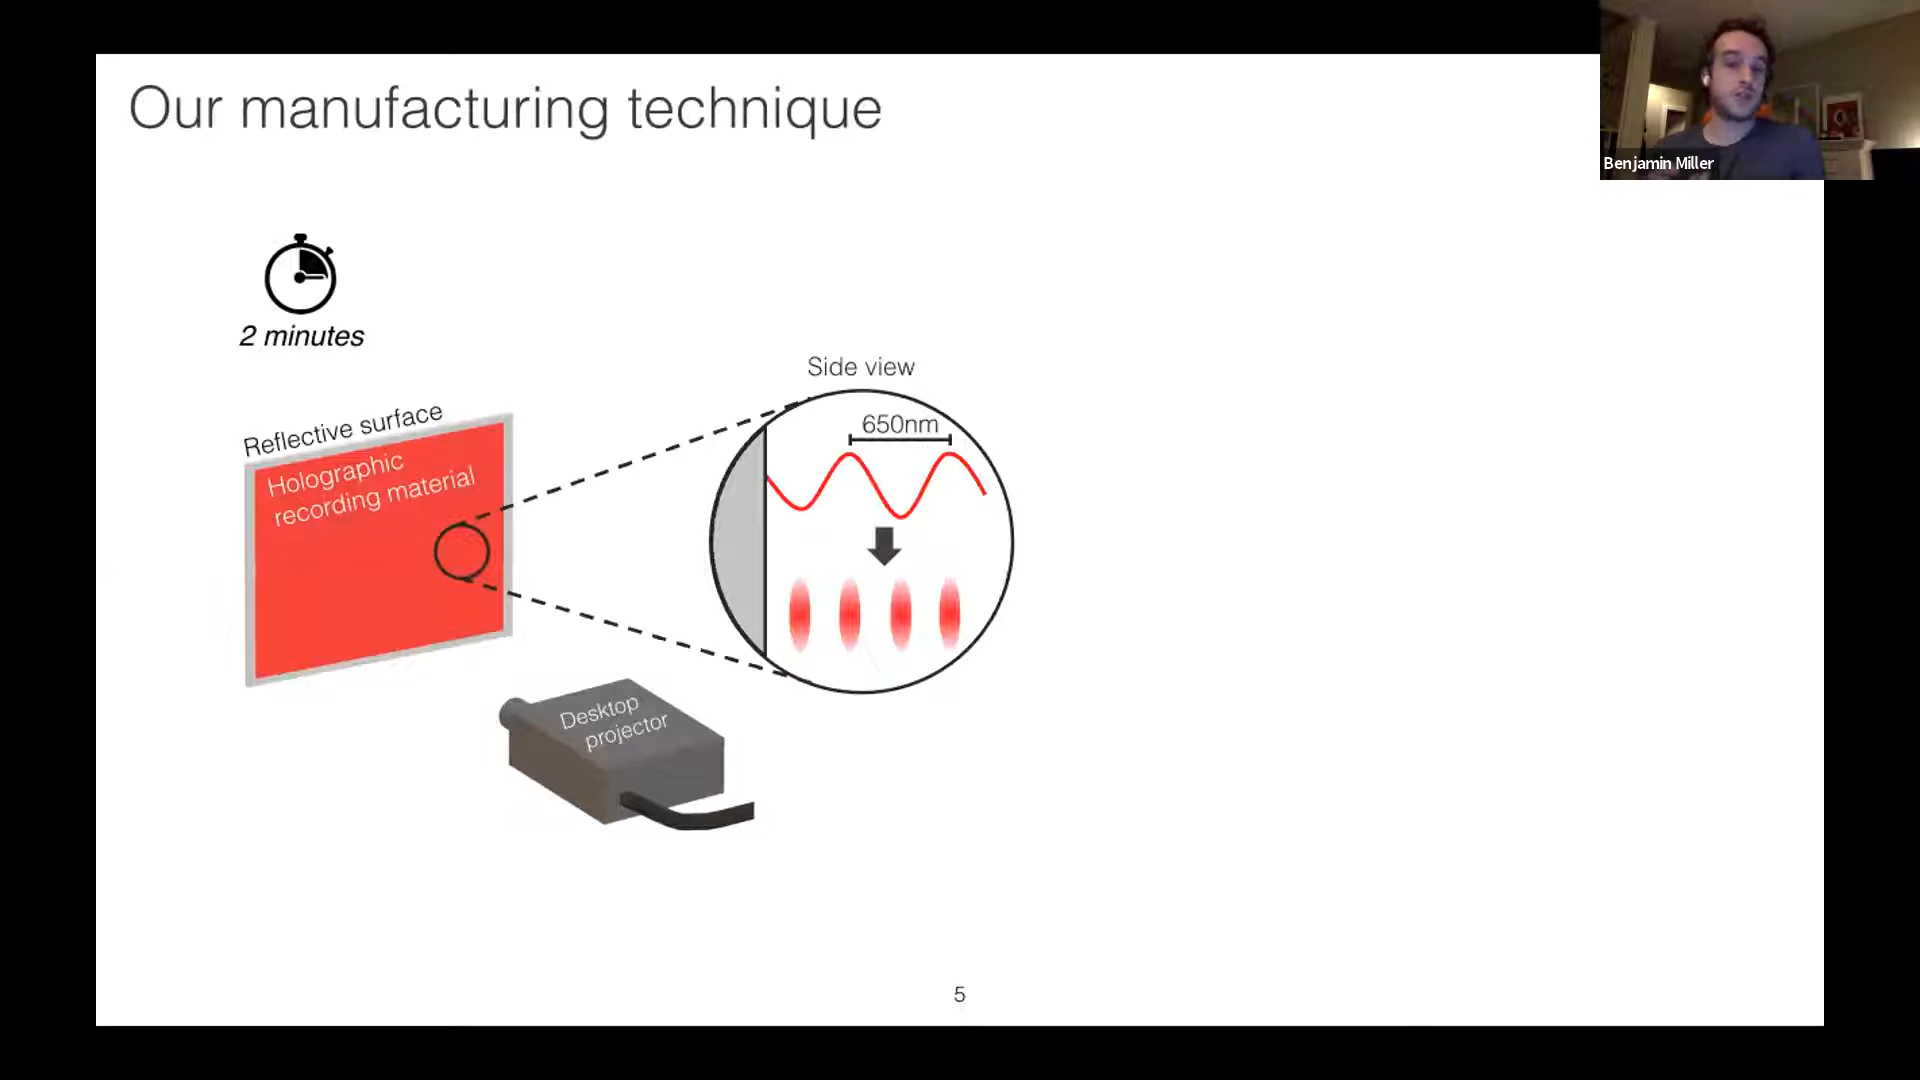 Our manufacturing technique
Benjamin Miller
2 minutes
Side view
Reflective surface
650nm
Holographic
recording material
Desktop
projector
5